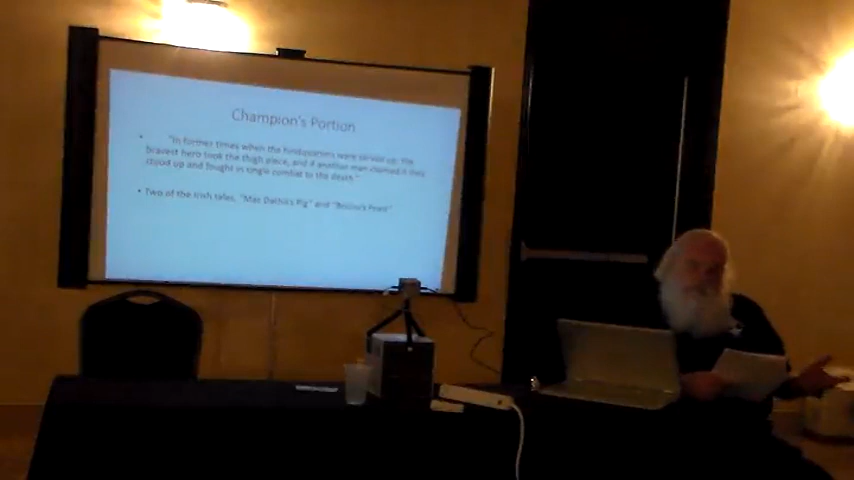 Champion's Portion
• "In former times when the hindquarters were served up, the
bravest hero took the thigh piece, and if another man claimed it they
stood up and fought in single combat to the death."
• Two of the Irish tales, "Mac Datho's Pig" and "Bricriu's Feast"